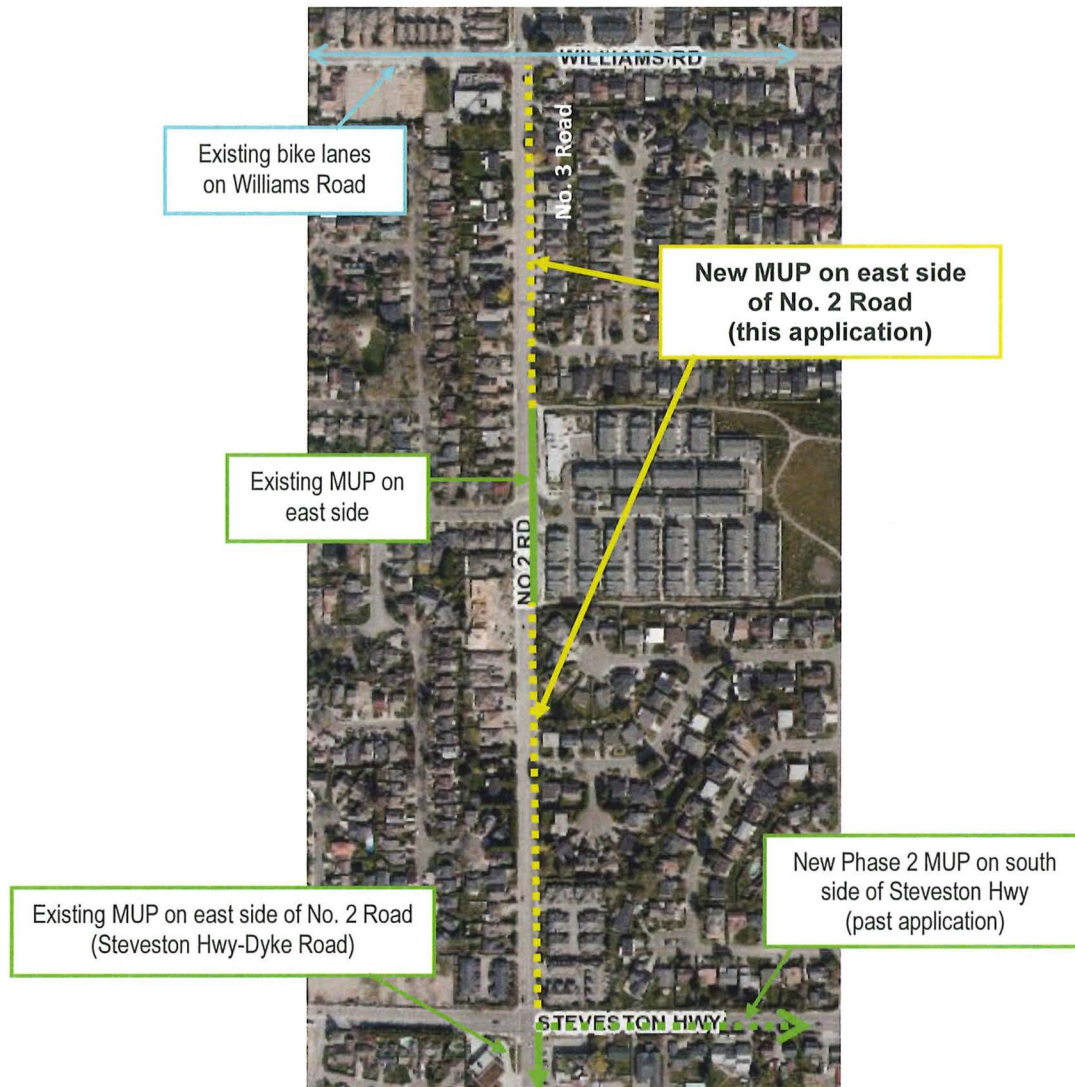 WILLIAMS RD
No. 3 Road
Existing bike lanes
on Williams Road
New MUP on east side
of No. 2 Road
(this application)
Existing MUP on
east side
NO 2 RD
New Phase 2 MUP on south
side of Steveston Hwy
(past application)
Existing MUP on east side of No. 2 Road
(Steveston Hwy-Dyke Road)
STEVESTON HWY